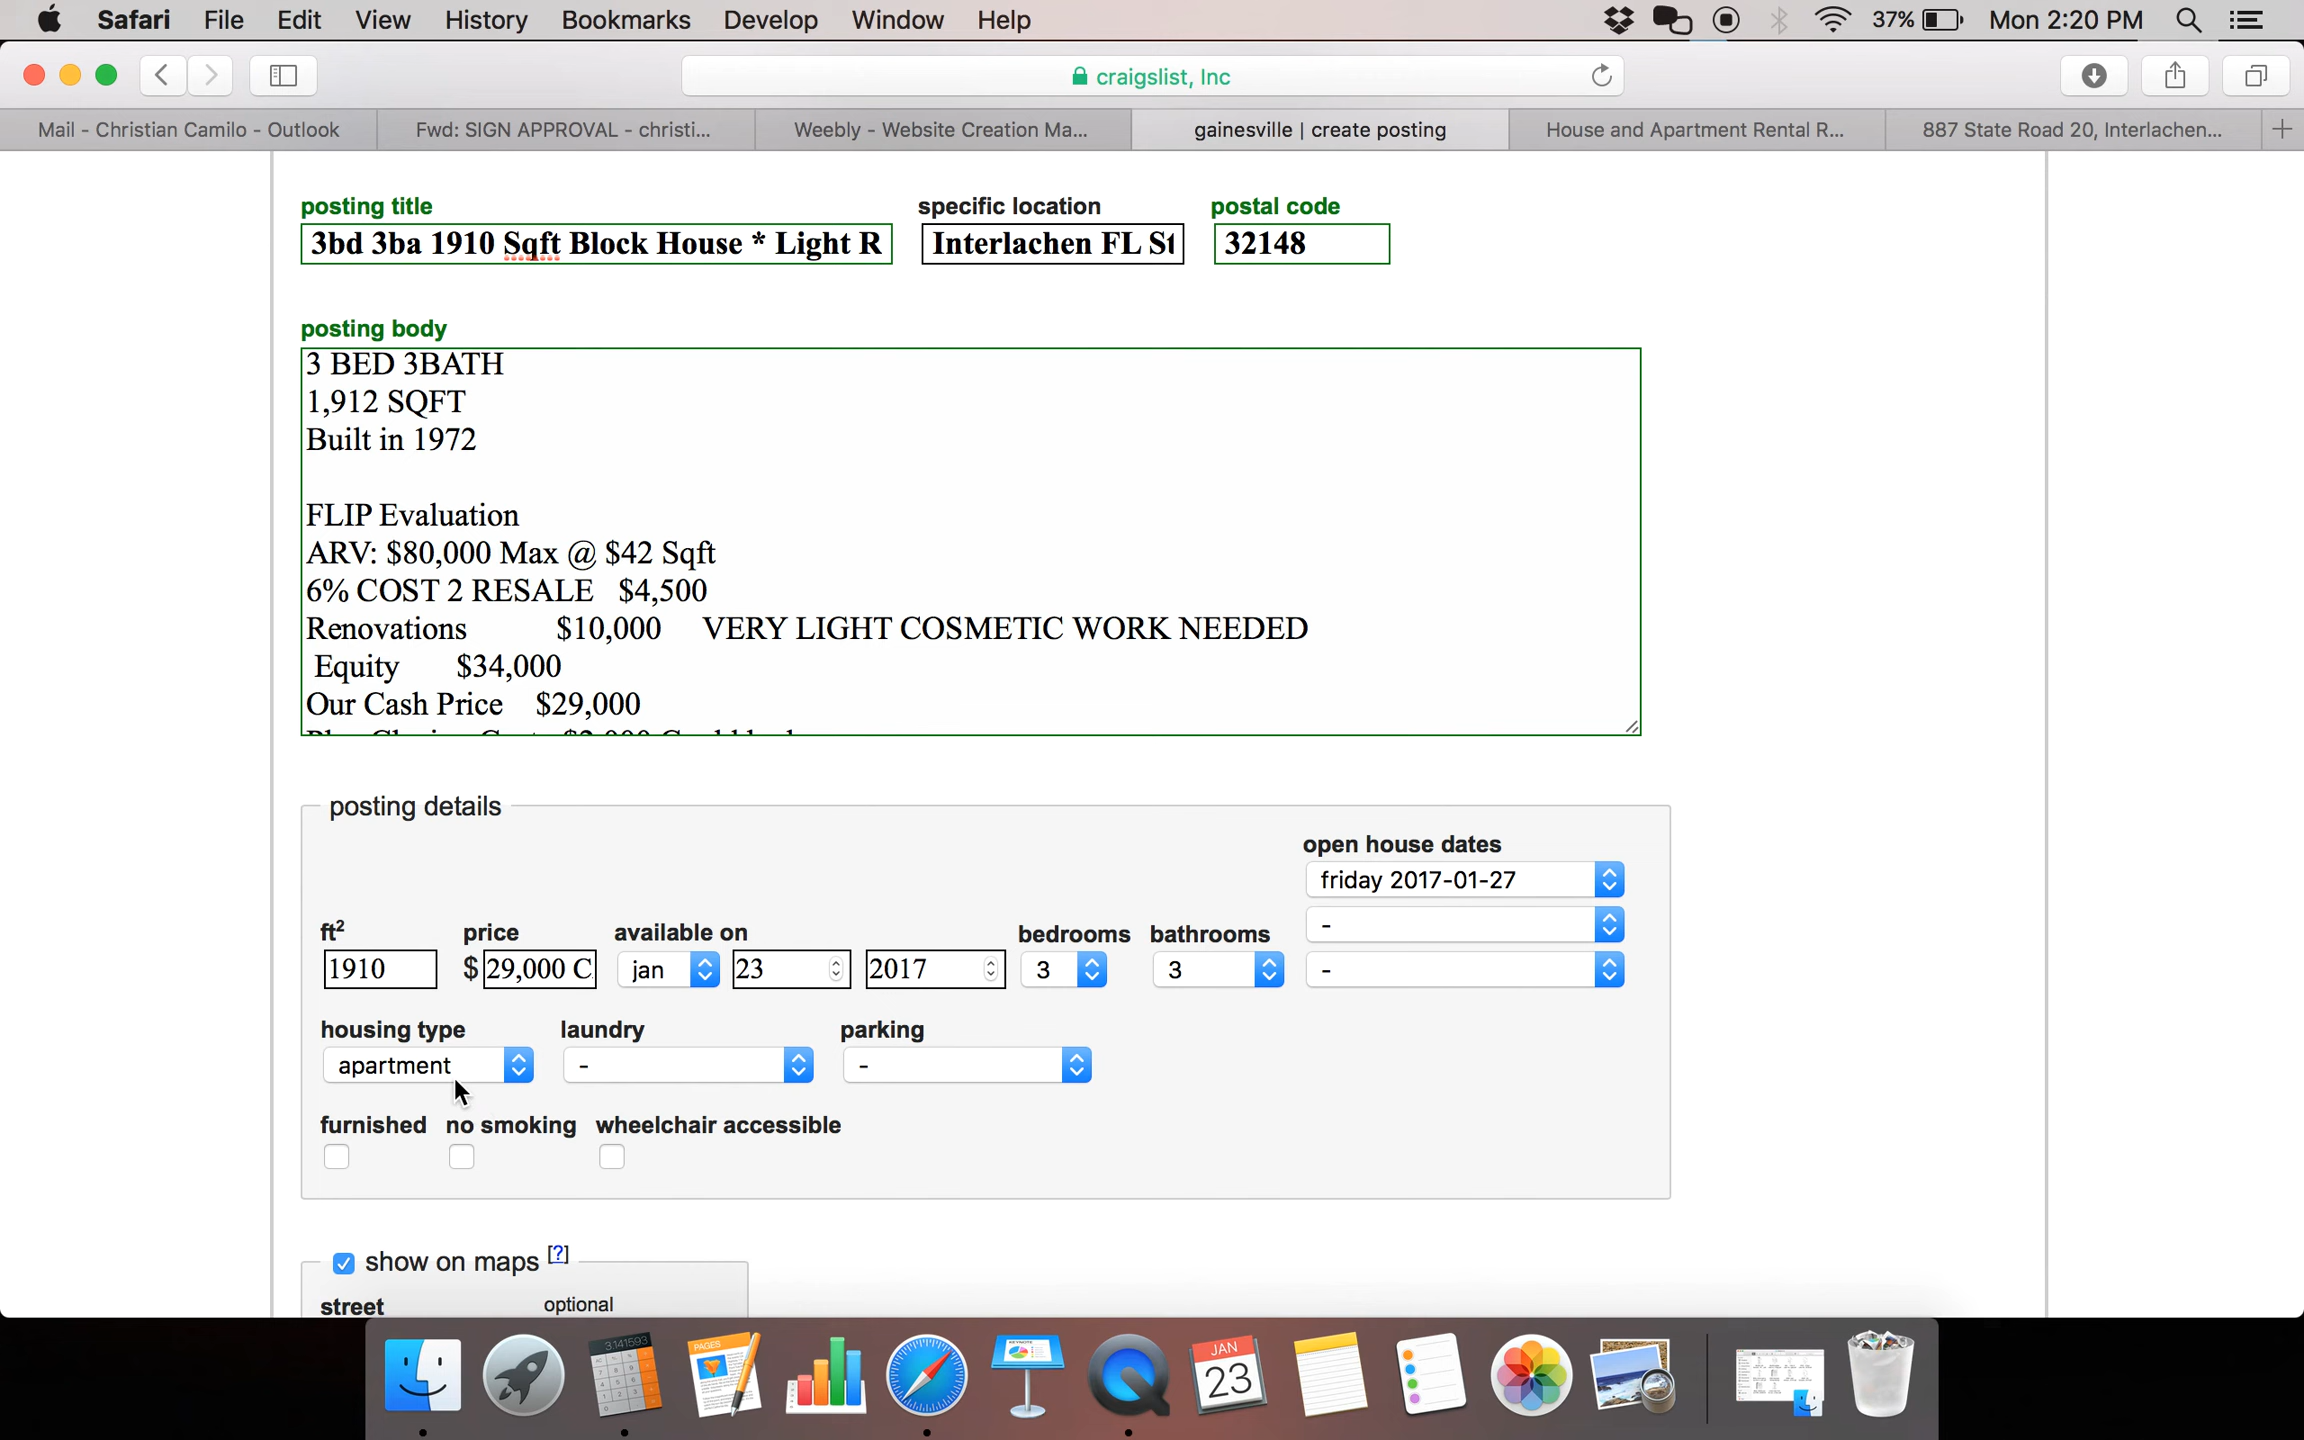 Safari File Edit View History Bookmarks Develop Window Help 37% Mon 2:20 PM
craigslist, Inc
Mail - Christian Camilo - Outlook Fwd: SIGN APPROVAL - christi... Weebly - Website Creation Ma... gainesville | create posting House and Apartment Rental R... 887 State Road 20, Interlachen...
posting title specific location postal code
3bd 3ba 1910 Sqft Block House * Light R Interlachen FL St 32148
posting body
3 BED 3BATH
1,912 SQFT
Built in 1972
FLIP Evaluation
ARV: $80,000 Max @ $42 Sqft
6% COST 2 RESALE $4,500
Renovations $10,000 VERY LIGHT COSMETIC WORK NEEDED
Equity $34,000
Our Cash Price $29,000
posting details
open house dates
friday 2017-01-27
-
-
ft² price available on bedrooms bathrooms
1910 $ 29,000 C jan 23 2017 3 3
housing type laundry parking
apartment - -
furnished no smoking wheelchair accessible
show on maps [?]
street optional
3.141593
PAGES
KEYNOTE
JAN
23